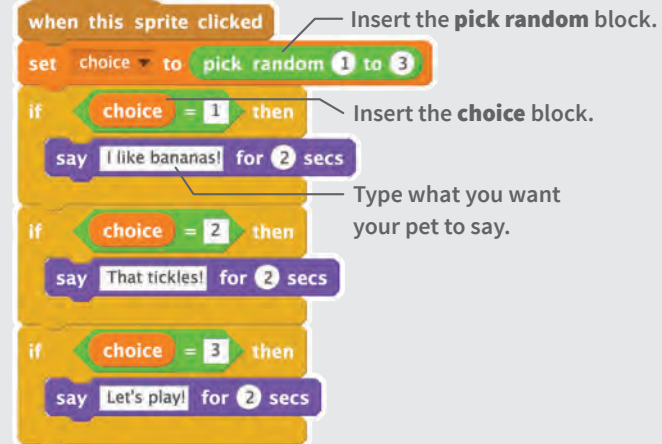 when this sprite clicked
Insert the pick random block.
set choice to pick random 1 to 3
if choice = 1 then
Insert the choice block.
say I like bananas! for 2 secs
Type what you want
your pet to say.
if choice = 2 then
say That tickles! for 2 secs
if choice = 3 then
say Let's play! for 2 secs